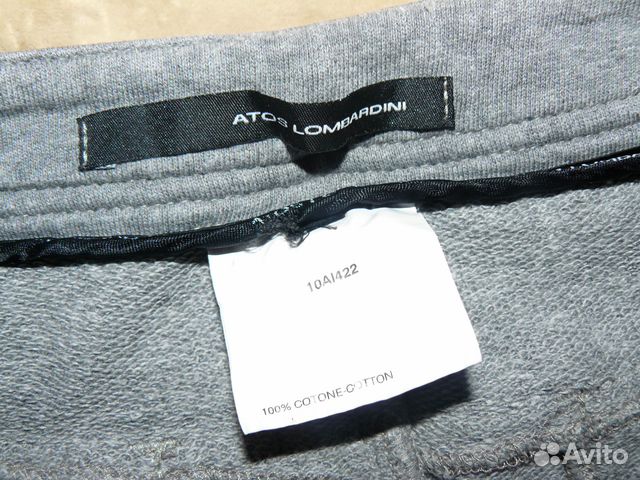 ATOS LOMBARDINI
10AI422
100% COTONE-COTTON
Avito